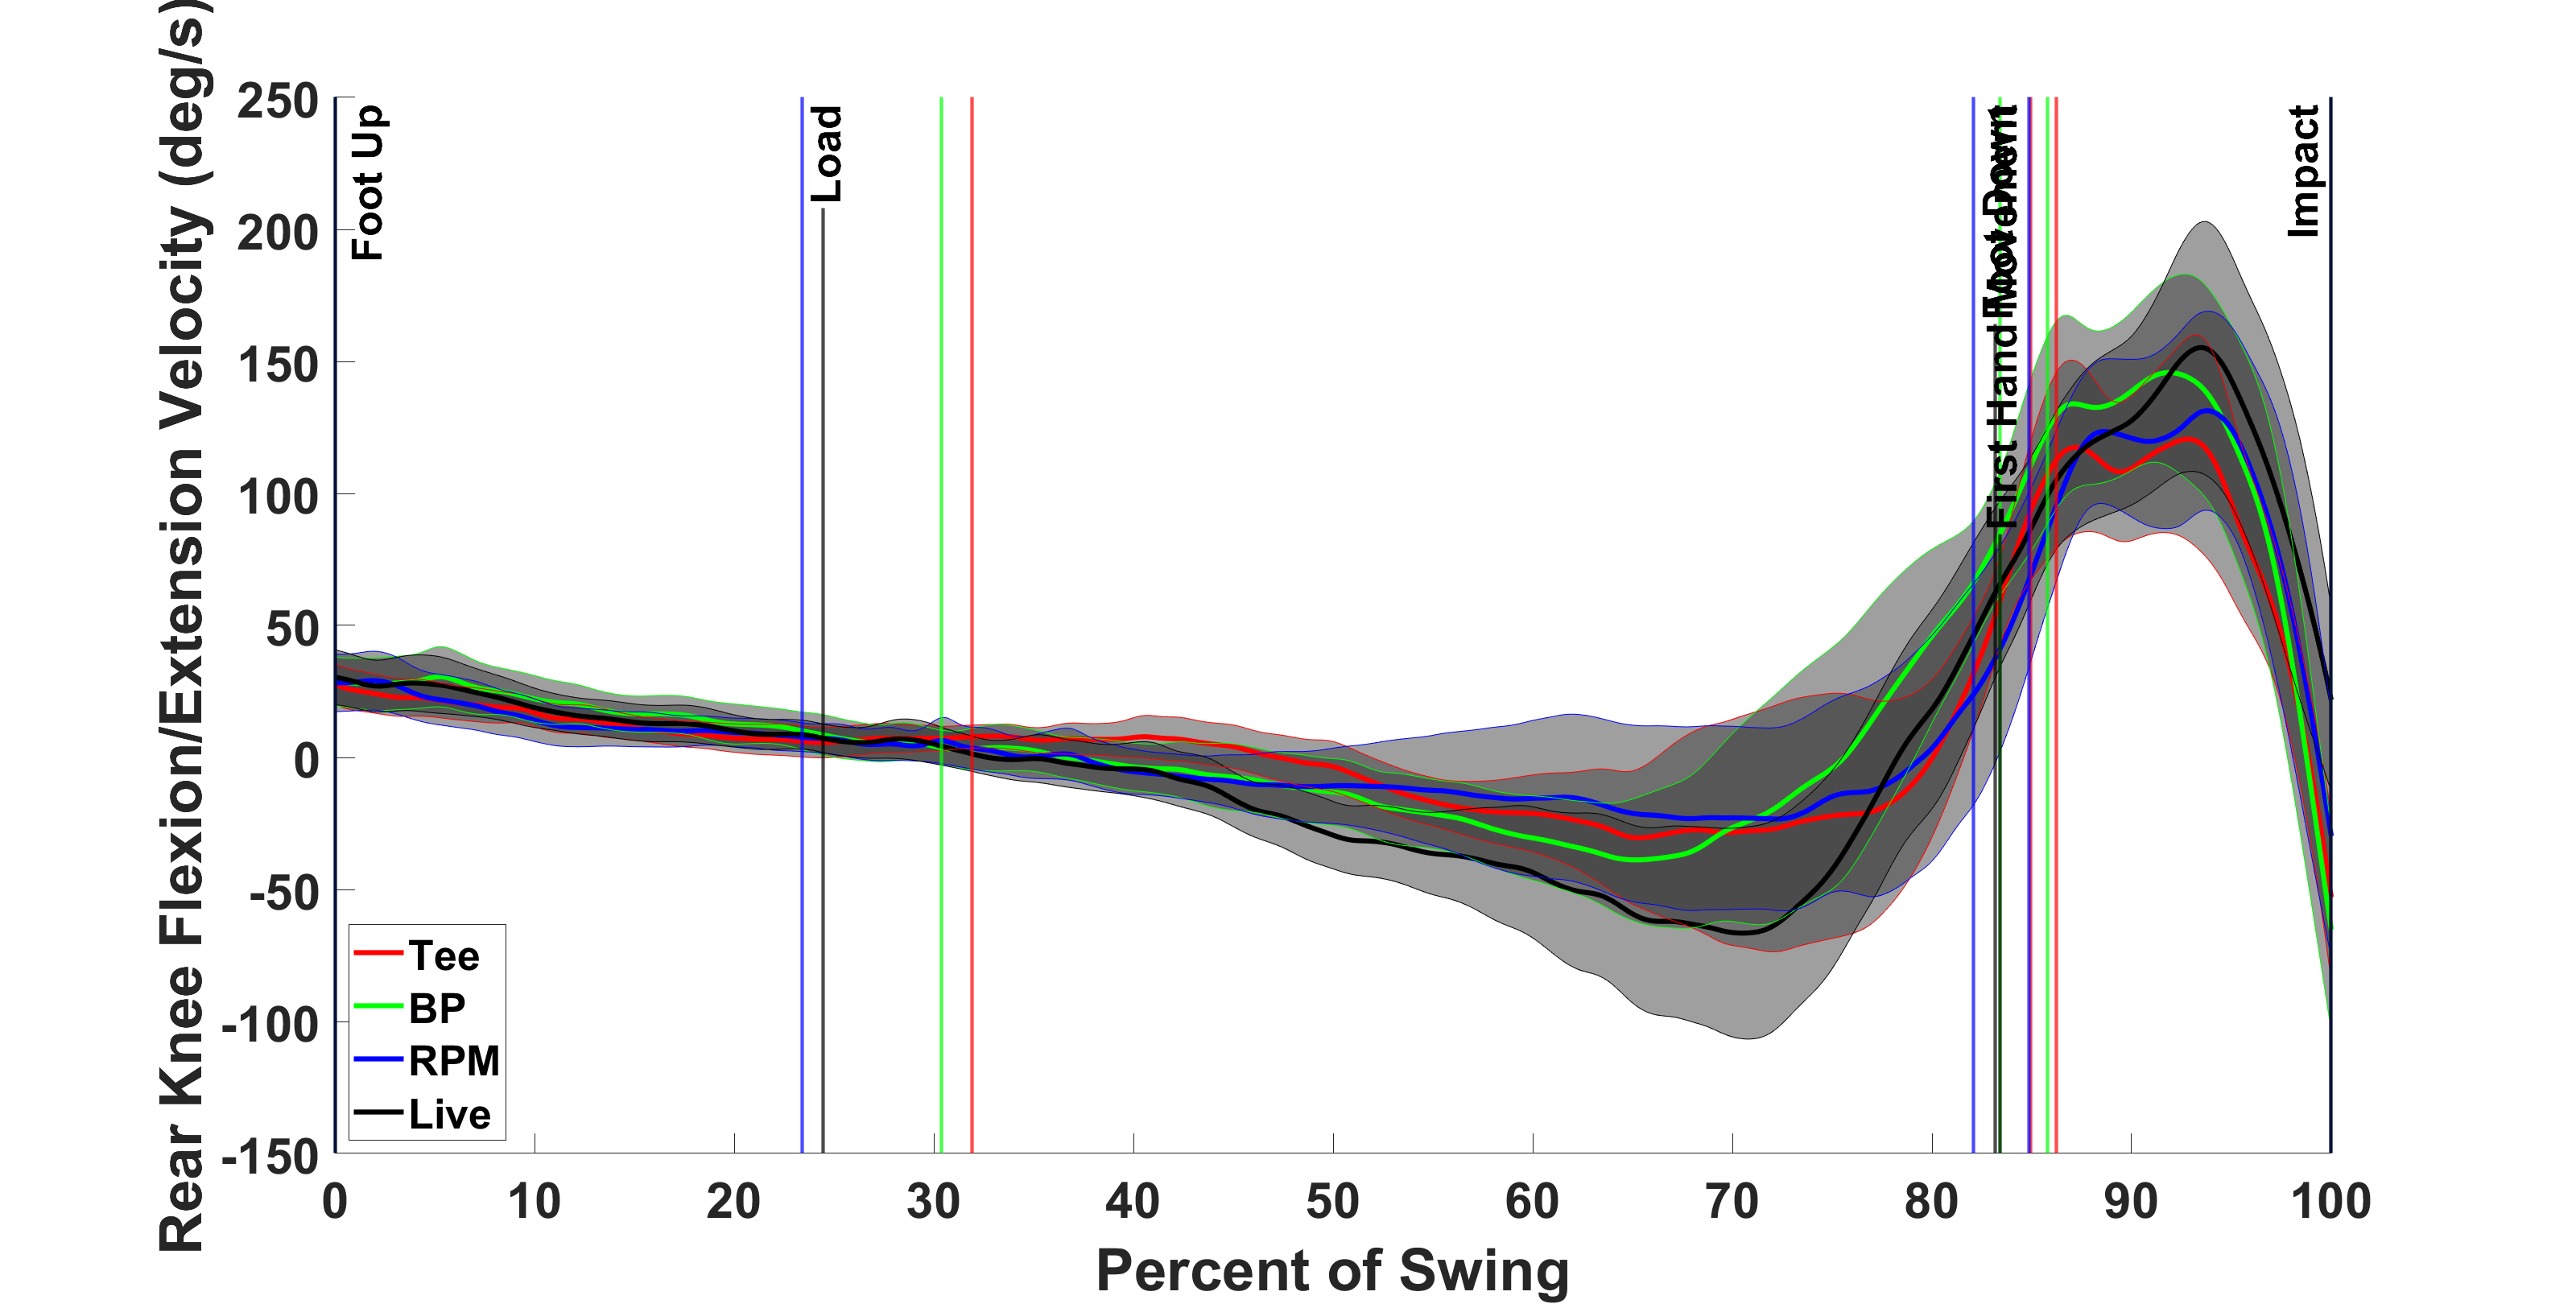 Rear Knee Flexion/Extension Velocity (deg/s)
250
200
150
100
50
0
-50
-100
-150
Foot Up
Load
Foot Down
First Hand Movement
Impact
Tee
BP
RPM
Live
0 10 20 30 40 50 60 70 80 90 100
Percent of Swing